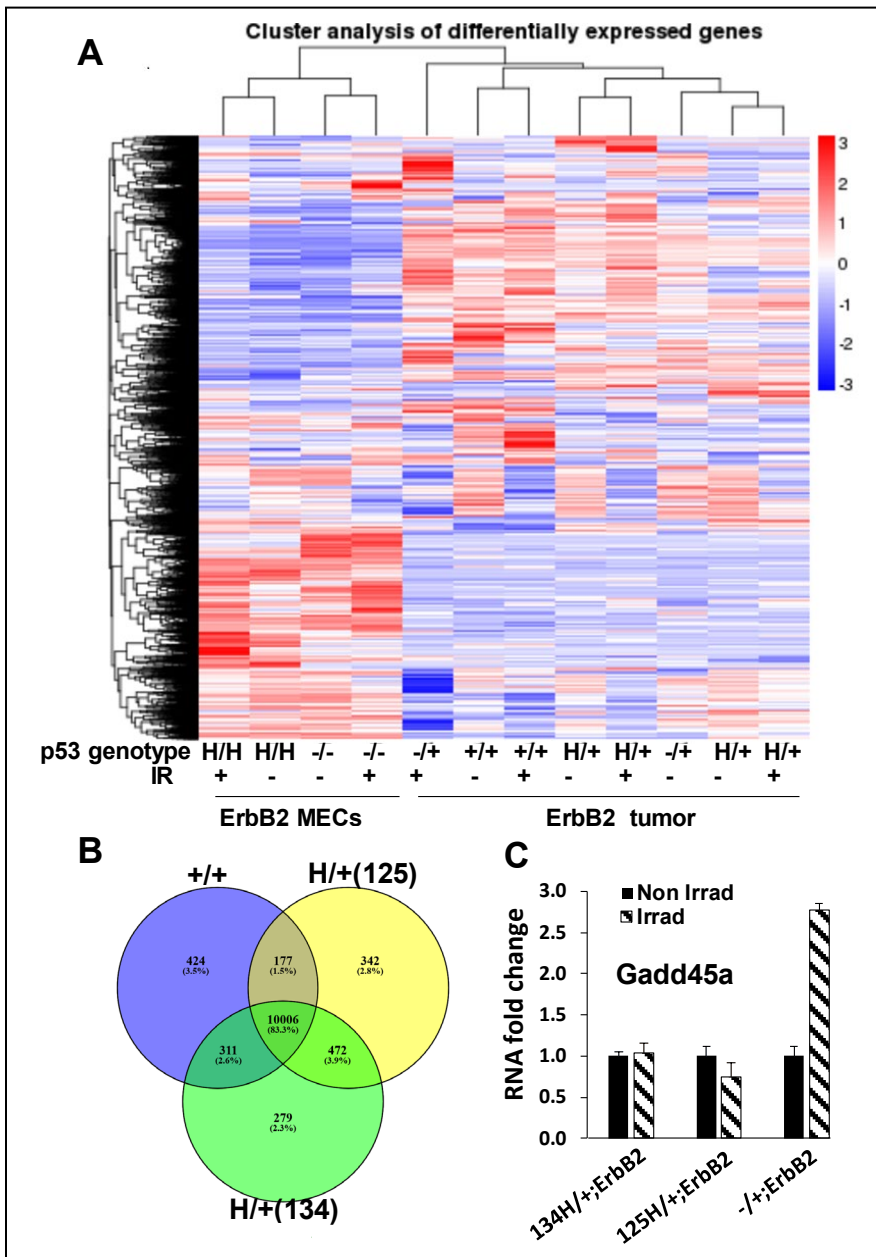 A
Cluster analysis of differentially expressed genes
3
2
1
0
-1
-2
-3
p53 genotype H/H H/H -/- -/- -/+ +/+ +/+ H/+ H/+ -/+ H/+ H/+
IR + - - + + - + - + - - +
ErbB2 MECs ErbB2 tumor
B
+/+ H/+(125)
424
(3.5%)
177
(1.5%)
342
(2.8%)
10006
(83.3%)
311
(2.6%)
472
(3.9%)
279
(2.3%)
H/+(134)
C
Non Irrad
Irrad
Gadd45a
RNA fold change
3.0
2.5
2.0
1.5
1.0
0.5
0.0
134H/+;ErbB2
125H/+;ErbB2
-/+;ErbB2